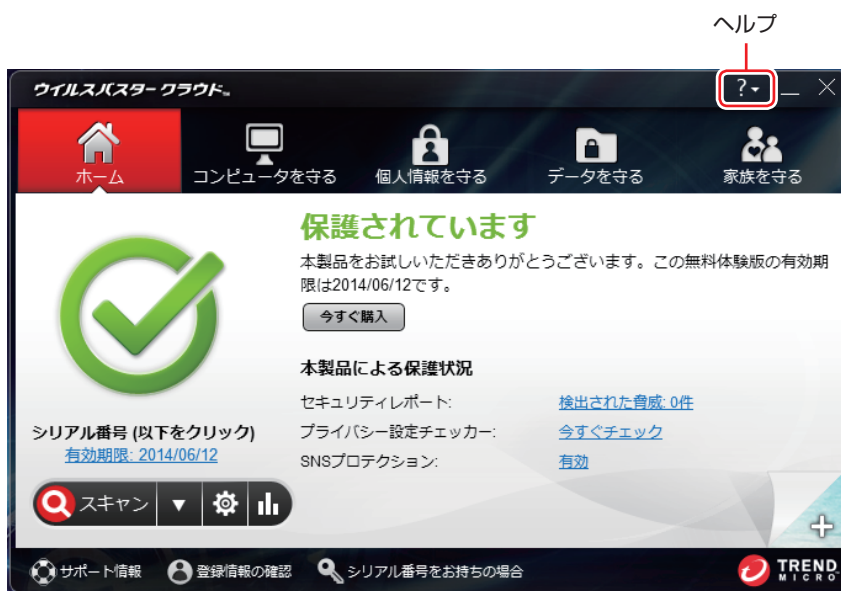 ヘルプ
ウイルスバスター クラウド™
?
ホーム
コンピュータを守る
個人情報を守る
データを守る
家族を守る
保護されています
本製品をお試しいただきありがとうございます。この無料体験版の有効期
限は2014/06/12です。
今すぐ購入
本製品による保護状況
セキュリティレポート: 検出された脅威: 0件
プライバシー設定チェッカー: 今すぐチェック
SNSプロテクション: 有効
シリアル番号 (以下をクリック)
有効期限: 2014/06/12
スキャン
サポート情報
登録情報の確認
シリアル番号をお持ちの場合
TREND
MICRO